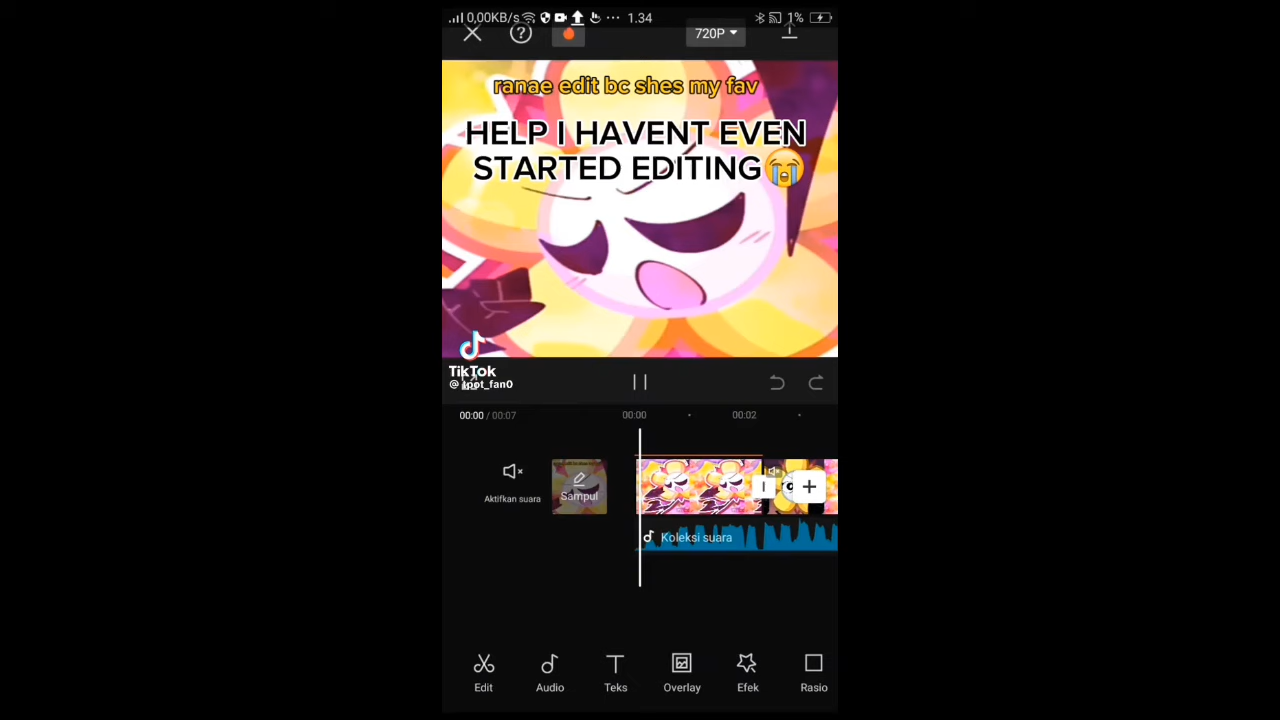 0,00KB/s ... 1.34 1%
720P
ranae edit bc shes my fav
HELP I HAVENT EVEN
STARTED EDITING😭
TikTok
00:00 / 00:07
00:00
00:02
Aktifkan suara
Sampul
Koleksi suara
Edit
Audio
Teks
Overlay
Efek
Rasio